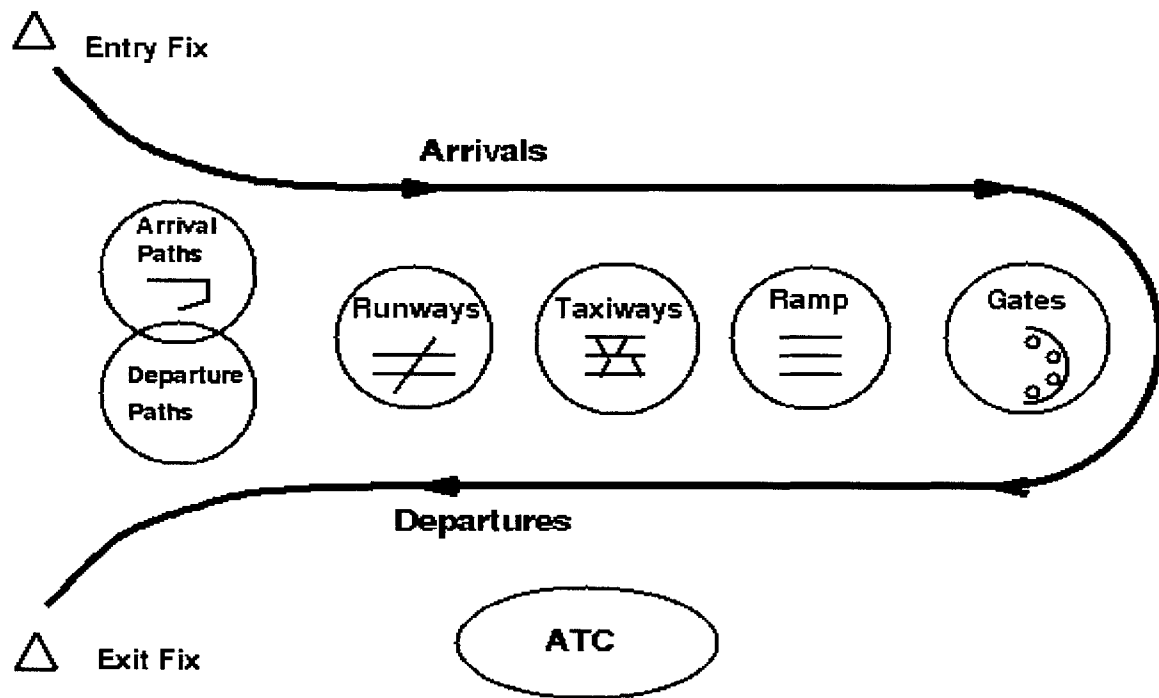 Entry Fix
Arrivals
Arrival
Paths
Runways
Taxiways
Ramp
Gates
Departure
Paths
Departures
ATC
Exit Fix